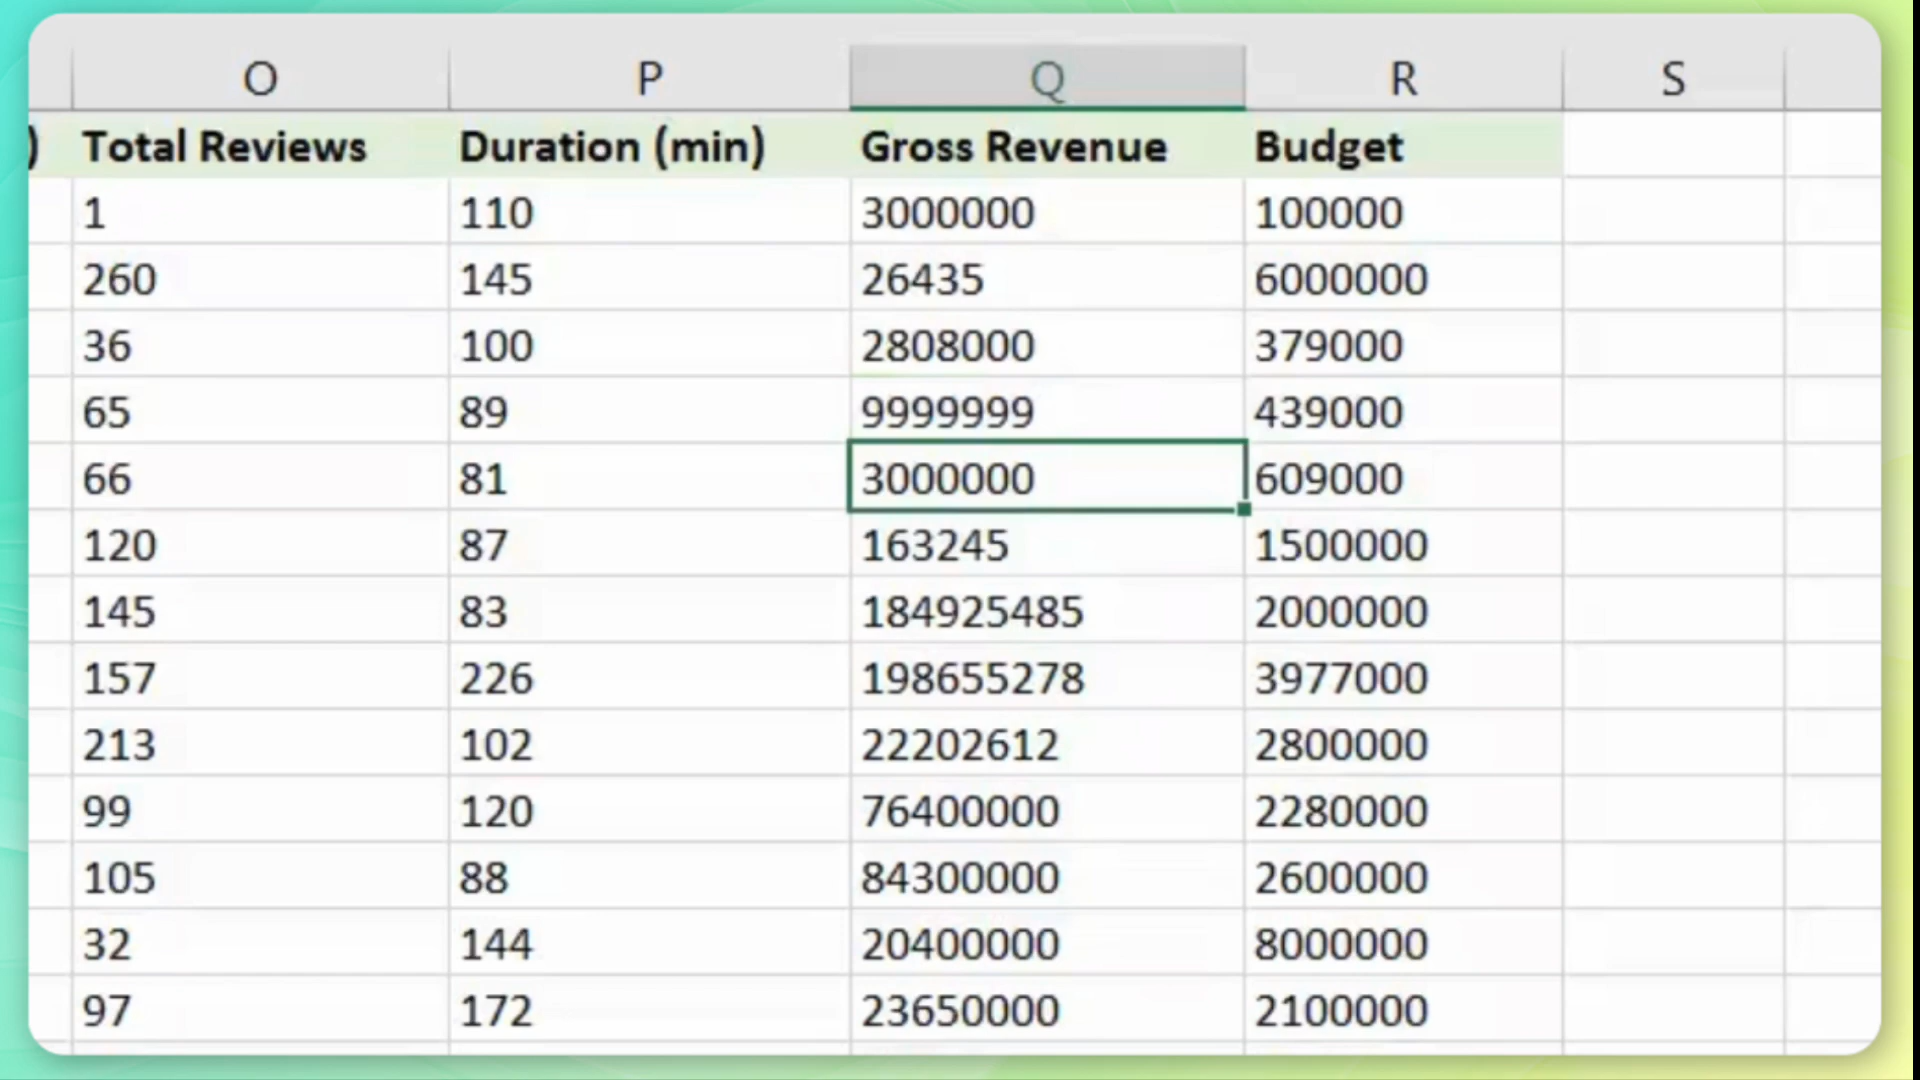 O P Q R S
) Total Reviews Duration (min) Gross Revenue Budget
1 110 3000000 100000
260 145 26435 6000000
36 100 2808000 379000
65 89 9999999 439000
66 81 3000000 609000
120 87 163245 1500000
145 83 184925485 2000000
157 226 198655278 3977000
213 102 22202612 2800000
99 120 76400000 2280000
105 88 84300000 2600000
32 144 20400000 8000000
97 172 23650000 2100000